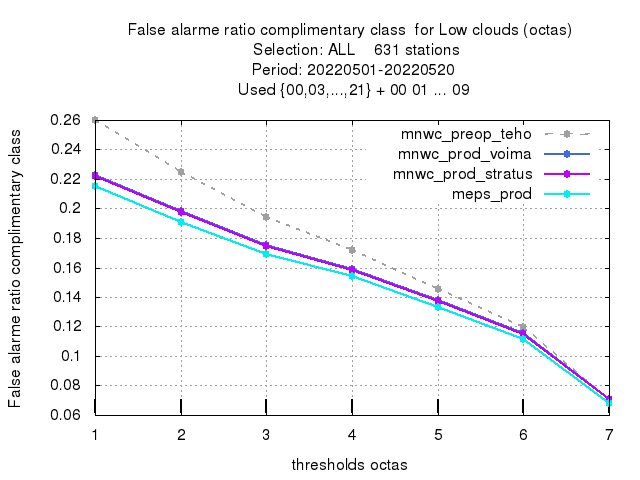 False alarme ratio complimentary class  for Low clouds (octas)
Selection: ALL    631 stations
Period: 20220501-20220520
Used {00,03,...,21} + 00 01 ... 09
False alarme ratio complimentary class
0.26
0.24
0.22
0.2
0.18
0.16
0.14
0.12
0.1
0.08
0.06
mnwc_preop_teho
mnwc_prod_voima
mnwc_prod_stratus
meps_prod
1 2 3 4 5 6 7
thresholds octas